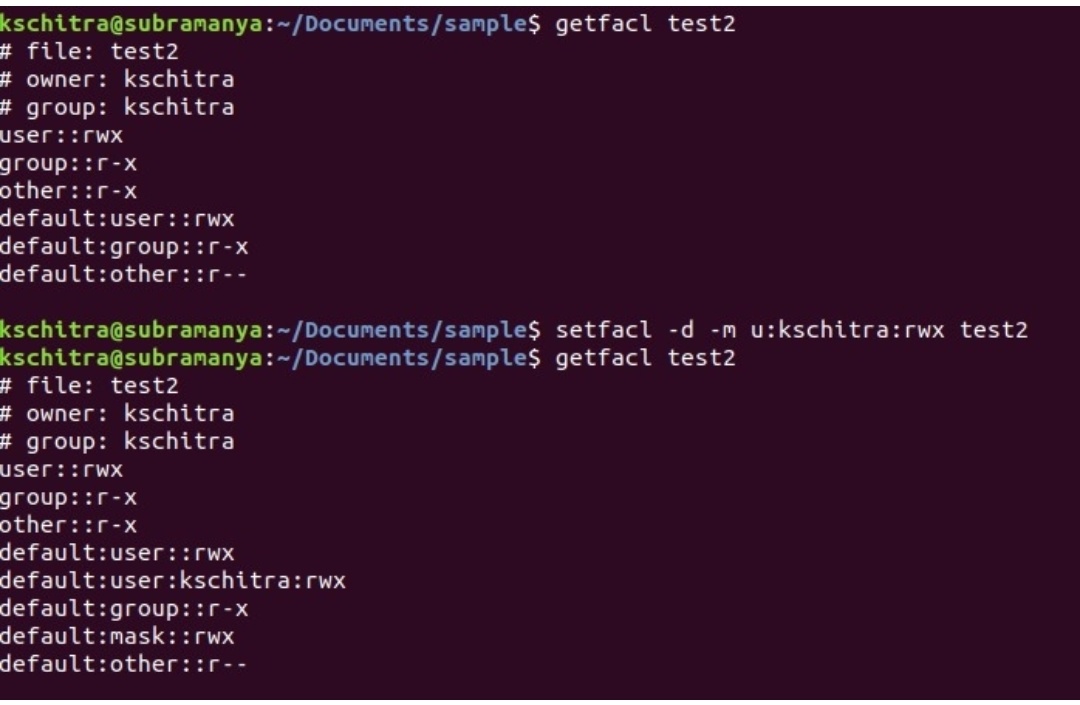 kschitra@subramanya:~/Documents/sample$ getfacl test2
# file: test2
# owner: kschitra
# group: kschitra
user::rwx
group::r-x
other::r-x
default:user::rwx
default:group::r-x
default:other::r--
kschitra@subramanya:~/Documents/sample$ setfacl -d -m u:kschitra:rwx test2
kschitra@subramanya:~/Documents/sample$ getfacl test2
# file: test2
# owner: kschitra
# group: kschitra
user::rwx
group::r-x
other::r-x
default:user::rwx
default:user:kschitra:rwx
default:group::r-x
default:mask::rwx
default:other::r--